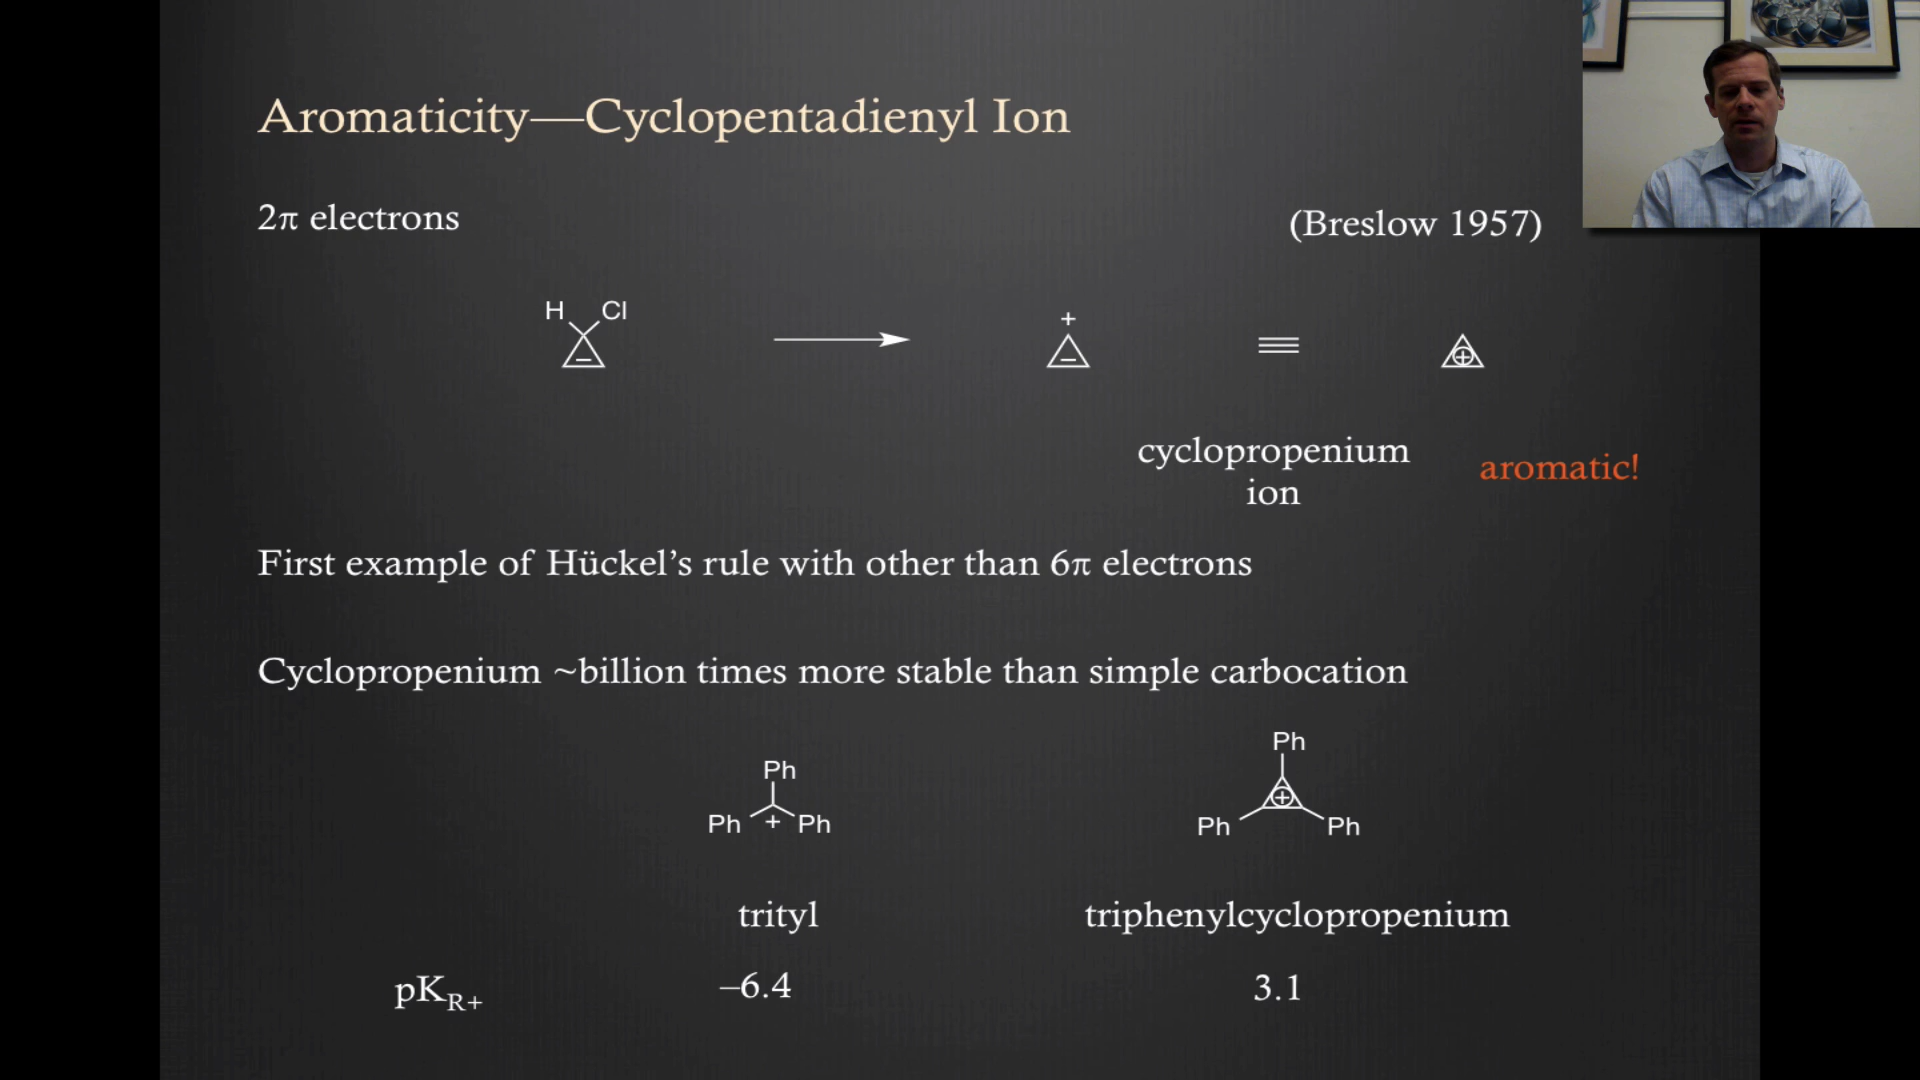 Aromaticity—Cyclopentadienyl Ion
2π electrons
(Breslow 1957)
H Cl
+
+
cyclopropenium
ion
aromatic!
First example of Hückel’s rule with other than 6π electrons
Cyclopropenium ~billion times more stable than simple carbocation
Ph
Ph + Ph
Ph
+
Ph Ph
trityl
triphenylcyclopropenium
pKR+
–6.4
3.1